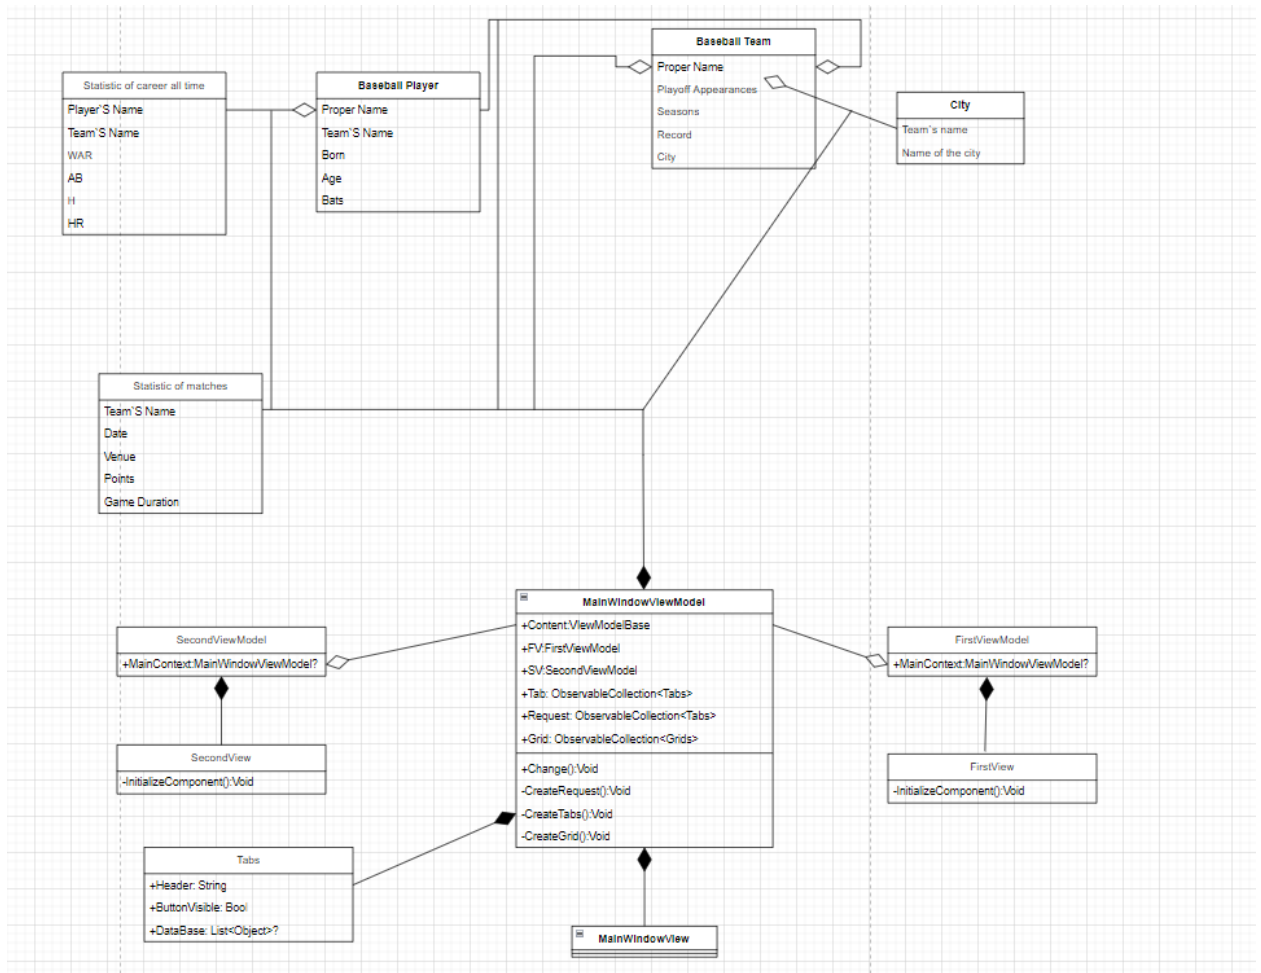 Statistic of career all time
Player`S Name
Team`S Name
WAR
AB
H
HR
Baseball Player
Proper Name
Team`S Name
Born
Age
Bats
Baseball Team
Proper Name
Playoff Appearances
Seasons
Record
City
City
Team`s name
Name of the city
Statistic of matches
Team`S Name
Date
Venue
Points
Game Duration
MainWindowViewModel
+Content:ViewModelBase
+FV:FirstViewModel
+SV:SecondViewModel
+Tab: ObservableCollection<Tabs>
+Request: ObservableCollection<Tabs>
+Grid: ObservableCollection<Grids>
+Change():Void
-CreateRequest():Void
-CreateTabs():Void
-CreateGrid():Void
SecondViewModel
+MainContext:MainWindowViewModel?
SecondView
-InitializeComponent():Void
FirstViewModel
+MainContext:MainWindowViewModel?
FirstView
-InitializeComponent():Void
Tabs
+Header: String
+ButtonVisible: Bool
+DataBase: List<Object>?
MainWindowView